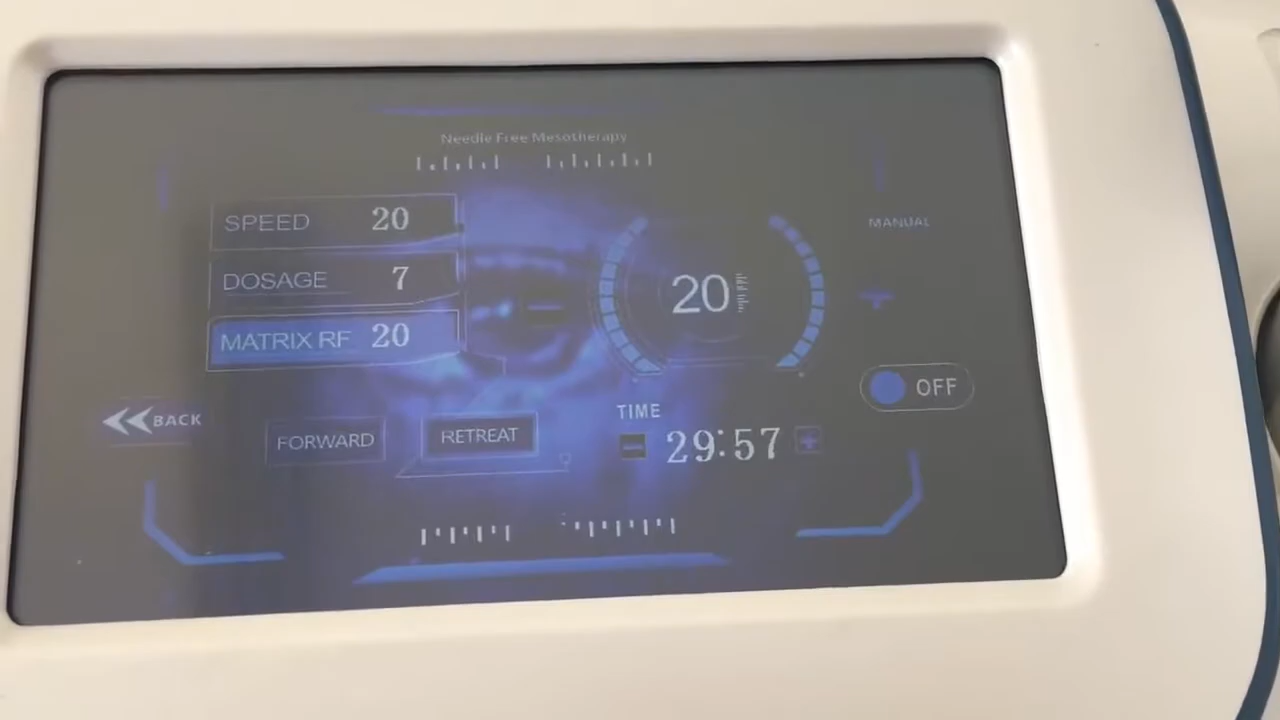 Needle Free Mesotherapy
SPEED 20
DOSAGE 7
MATRIX RF 20
20
MANUAL
OFF
BACK
FORWARD
RETREAT
TIME
29:57